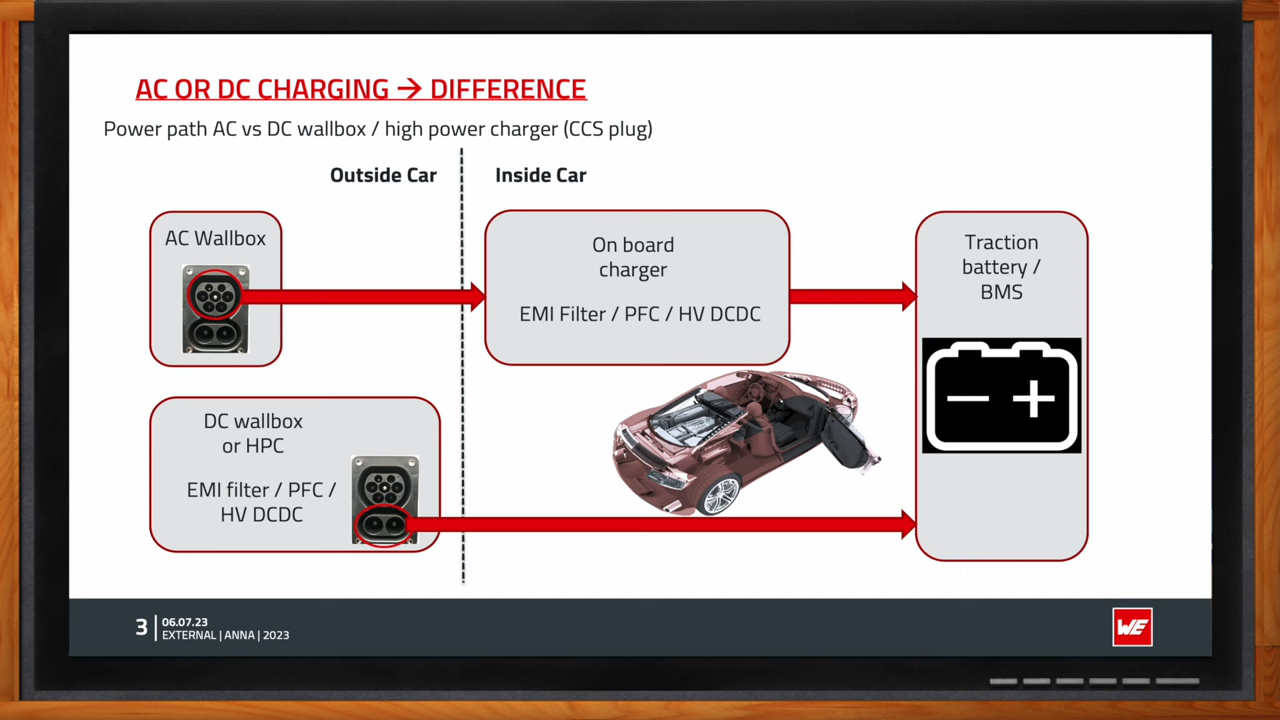 AC OR DC CHARGING → DIFFERENCE
Power path AC vs DC wallbox / high power charger (CCS plug)
Outside Car
Inside Car
AC Wallbox
On board
charger
EMI Filter / PFC / HV DCDC
Traction
battery /
BMS
DC wallbox
or HPC
EMI filter / PFC /
HV DCDC
3
06.07.23
EXTERNAL | ANNA | 2023
WE